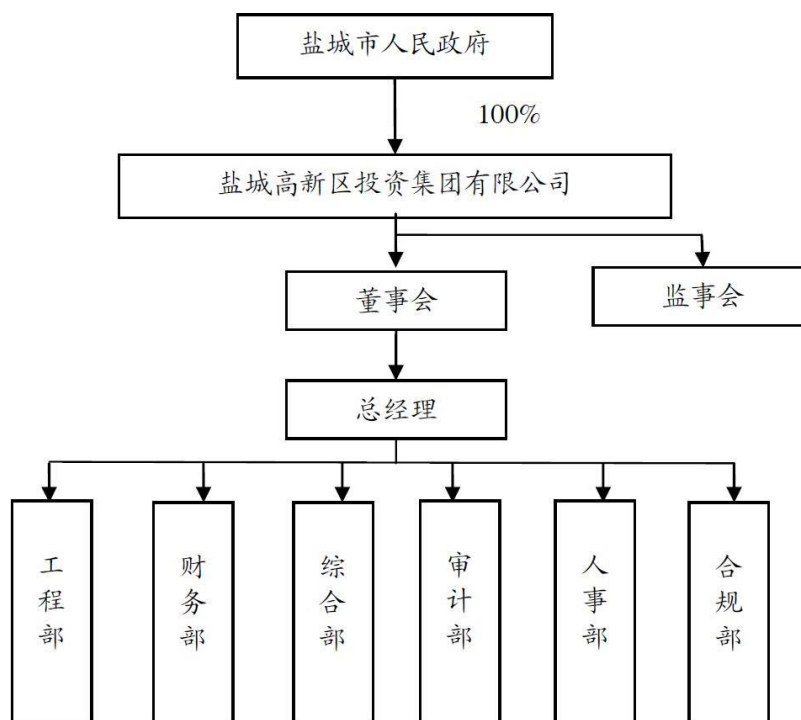 盐城市人民政府
100%
盐城高新区投资集团有限公司
董事会
监事会
总经理
工程部
财务部
综合部
审计部
人事部
合规部